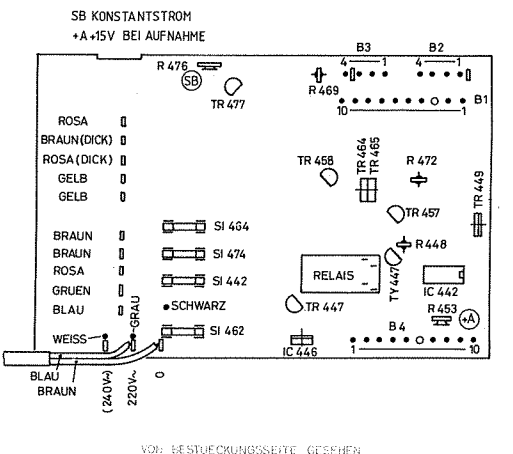 SB KONSTANTSTROM
+A +15V BEI AUFNAHME
R 476
SB
TR 477
B3
B2
4 1
4 1
R 469
B1
10 1
ROSA
BRAUN(DICK)
ROSA(DICK)
GELB
GELB
TR 458
TR 464
TR 465
R 472
TR 449
TR 457
BRAUN
BRAUN
ROSA
GRUEN
BLAU
SI 464
SI 474
SI 442
SCHWARZ
SI 462
R 448
RELAIS
TY 447
IC 442
TR 447
R 453
+A
WEISS
GRAU
IC 446
B4
1 10
BLAU
BRAUN
(240V~)
220V~
0
VON BESTUECKUNGSSEITE GESEHEN